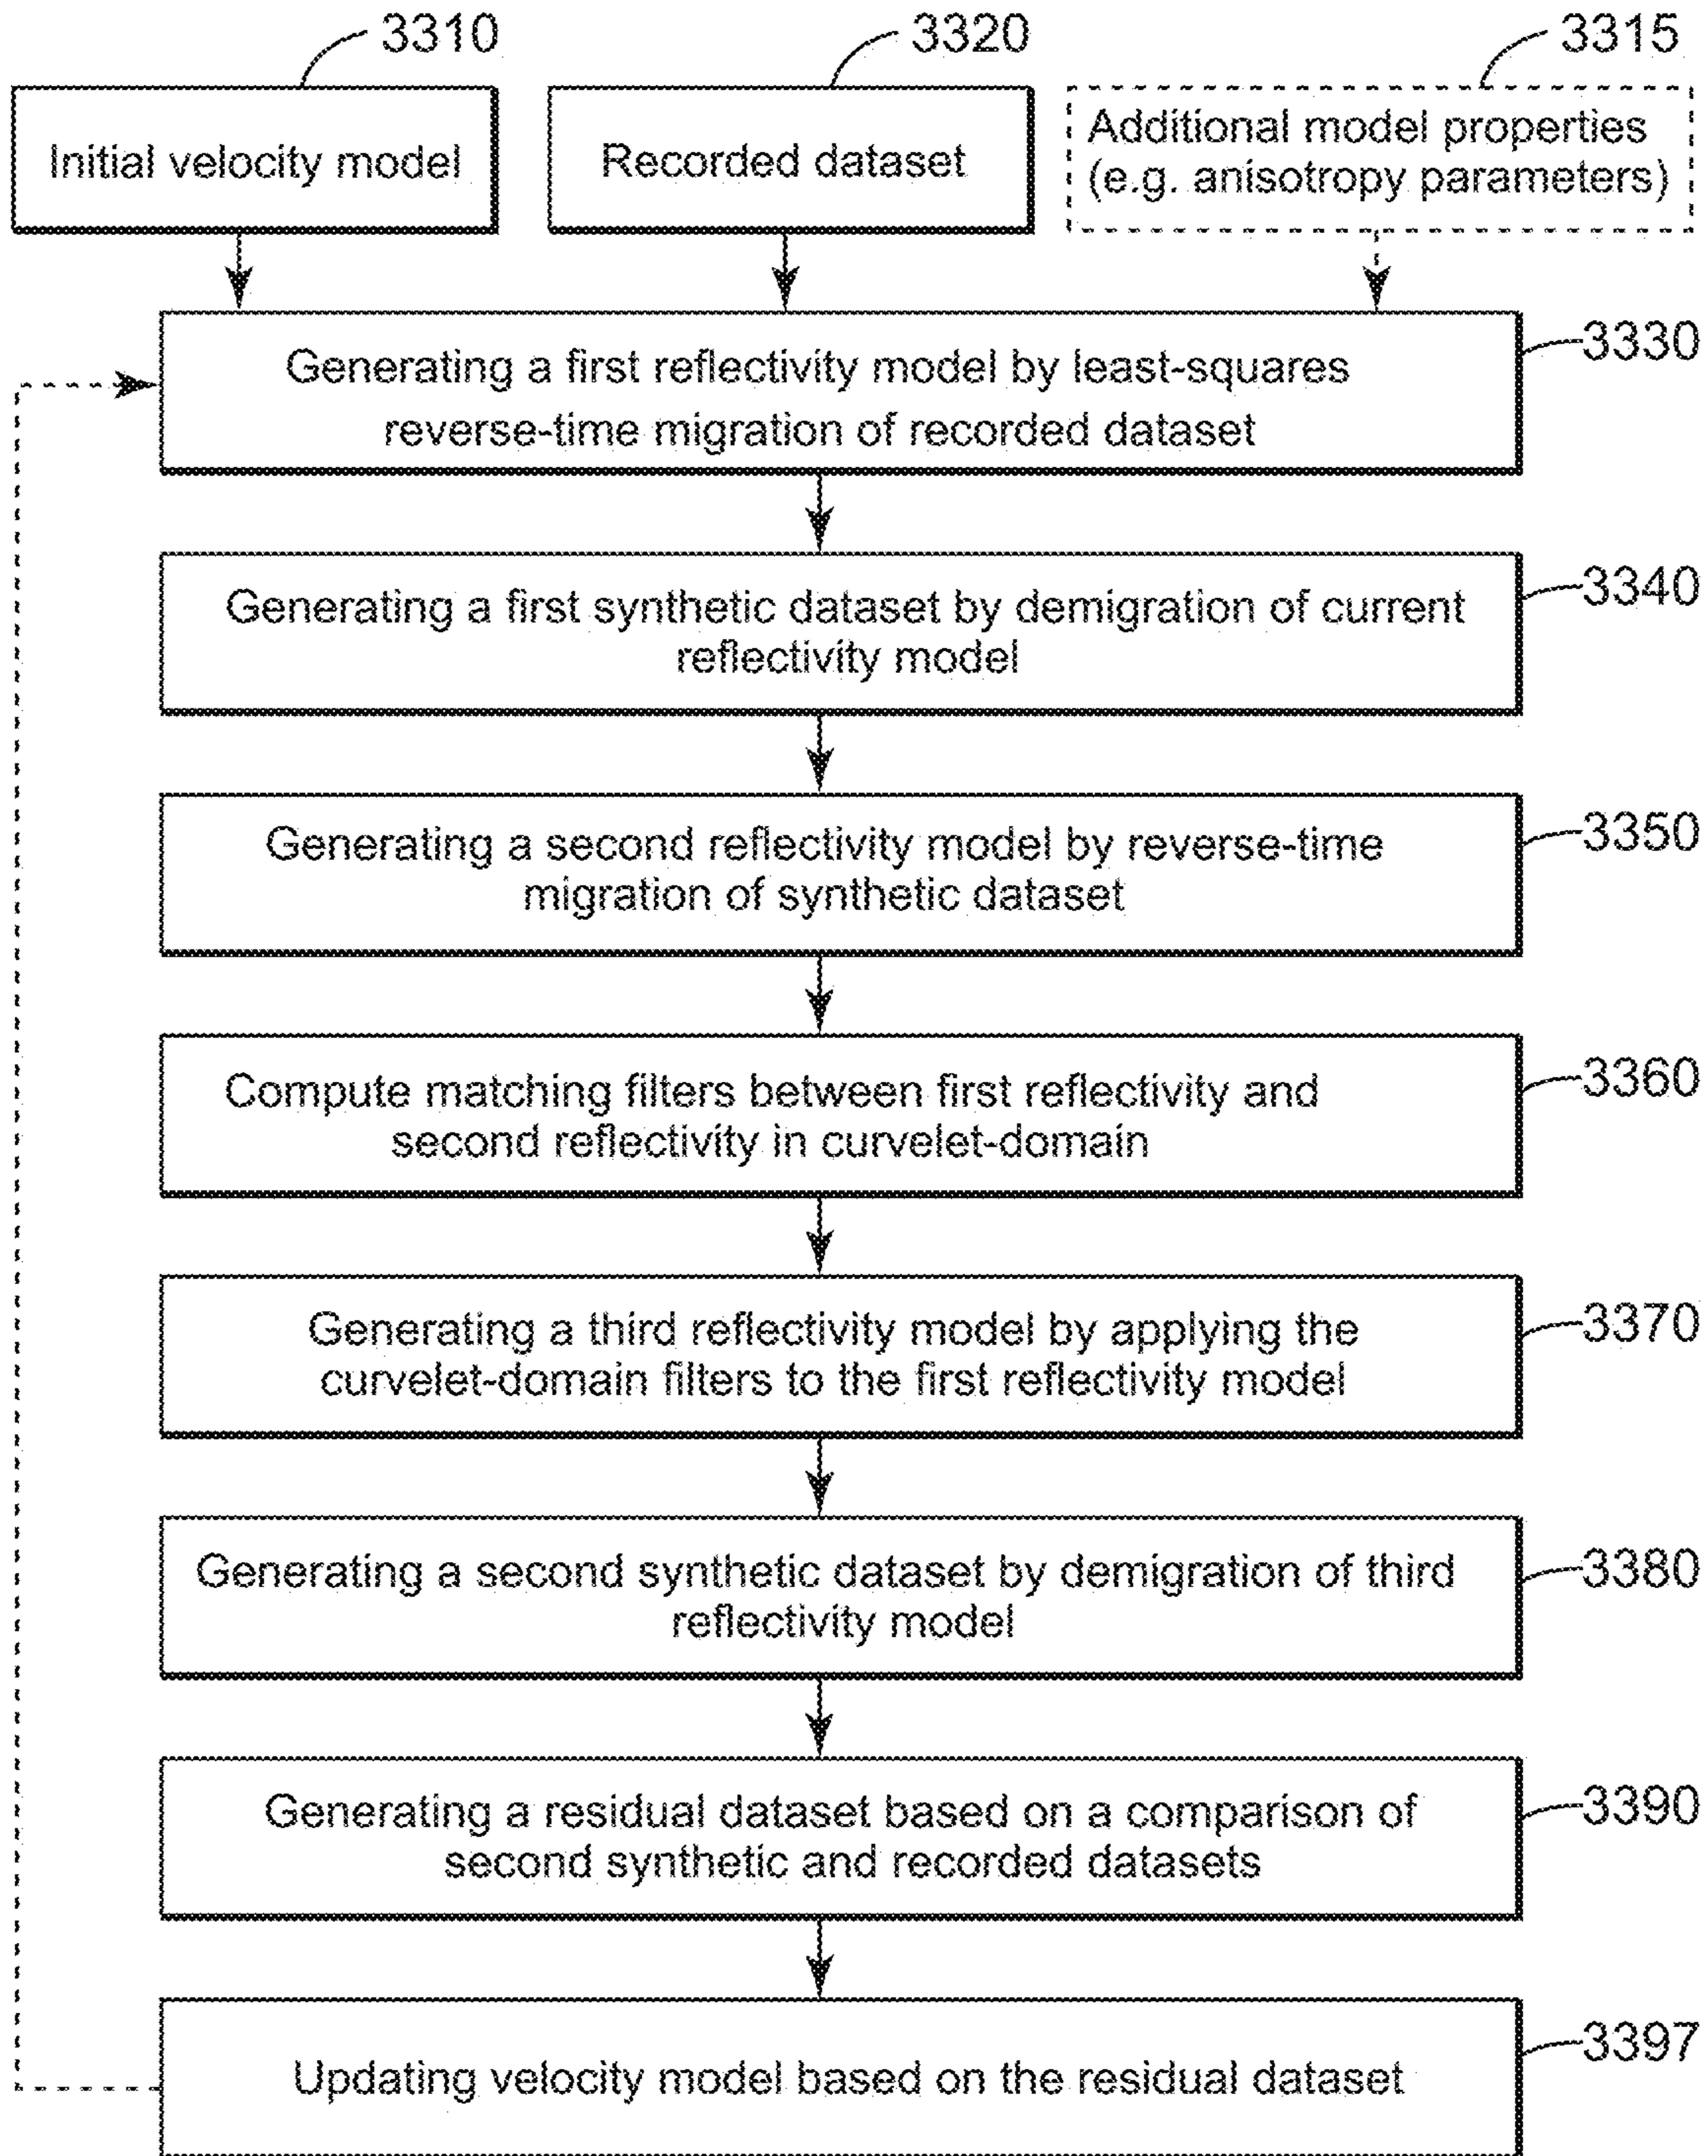 3310
3320
3315
Initial velocity model
Recorded dataset
Additional model properties
(e.g. anisotropy parameters)
3330
Generating a first reflectivity model by least-squares
reverse-time migration of recorded dataset
3340
Generating a first synthetic dataset by demigration of current
reflectivity model
3350
Generating a second reflectivity model by reverse-time
migration of synthetic dataset
3360
Compute matching filters between first reflectivity and
second reflectivity in curvelet-domain
3370
Generating a third reflectivity model by applying the
curvelet-domain filters to the first reflectivity model
3380
Generating a second synthetic dataset by demigration of third
reflectivity model
3390
Generating a residual dataset based on a comparison of
second synthetic and recorded datasets
3397
Updating velocity model based on the residual dataset